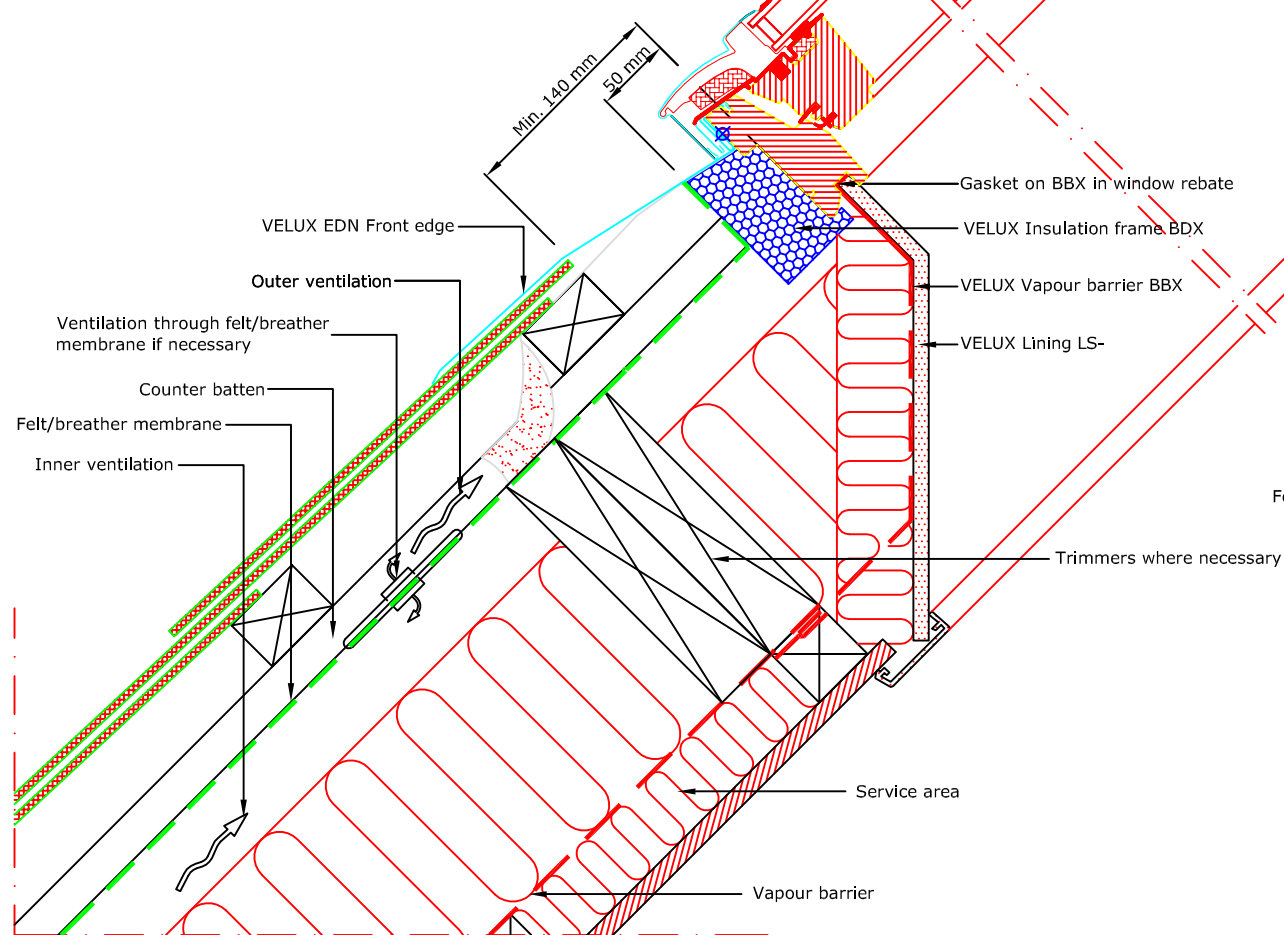 Min. 140 mm
50 mm
VELUX EDN Front edge
Outer ventilation
Ventilation through felt/breather
membrane if necessary
Counter batten
Felt/breather membrane
Inner ventilation
Gasket on BBX in window rebate
VELUX Insulation frame BDX
VELUX Vapour barrier BBX
VELUX Lining LS-
Trimmers where necessary
Service area
Vapour barrier